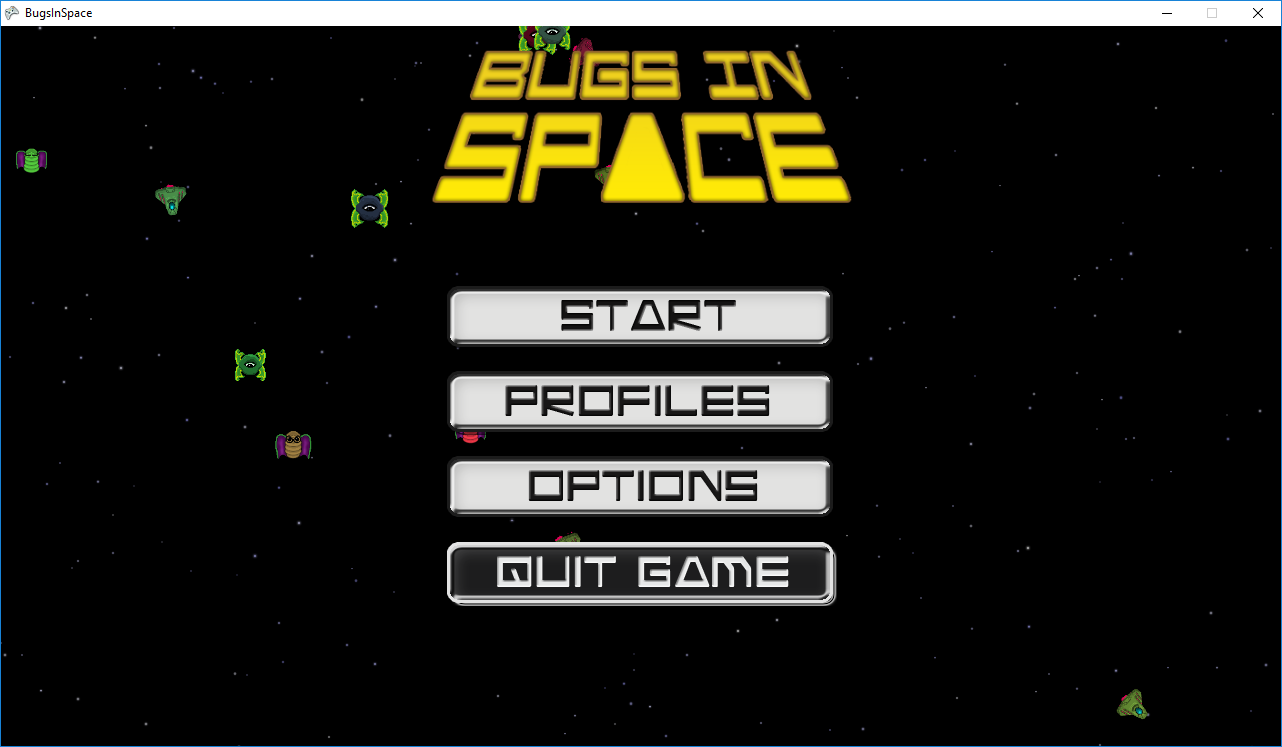 BugsInSpace
BUGS IN
SPACE
START
PROFILES
OPTIONS
QUIT GAME